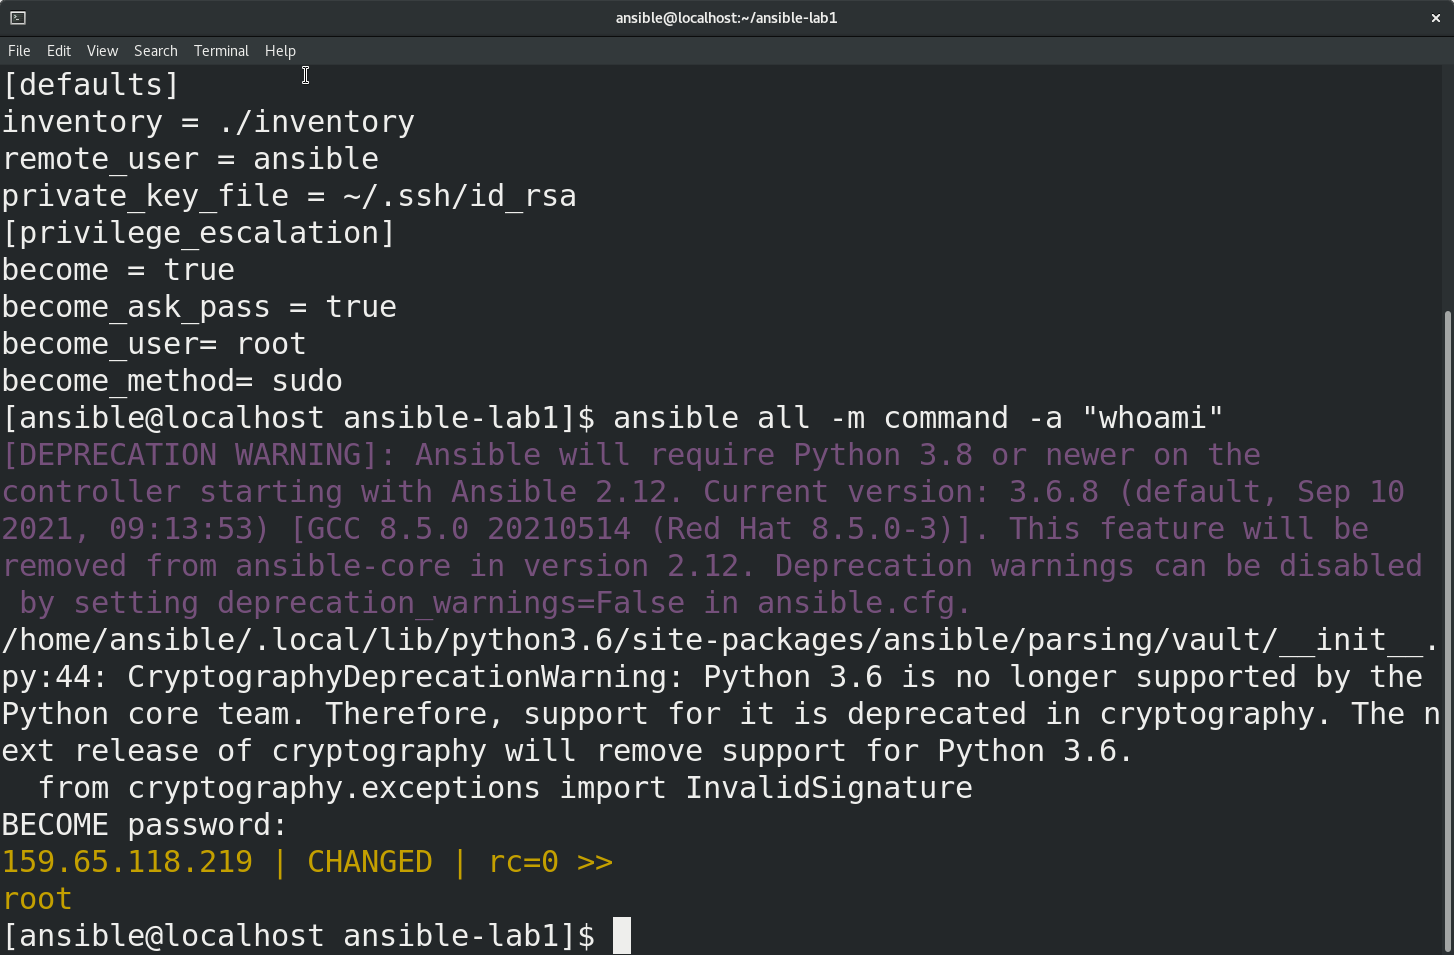 ansible@localhost:~/ansible-lab1
×
File Edit View Search Terminal Help
[defaults]
inventory = ./inventory
remote_user = ansible
private_key_file = ~/.ssh/id_rsa
[privilege_escalation]
become = true
become_ask_pass = true
become_user= root
become_method= sudo
[ansible@localhost ansible-lab1]$ ansible all -m command -a "whoami"
[DEPRECATION WARNING]: Ansible will require Python 3.8 or newer on the
controller starting with Ansible 2.12. Current version: 3.6.8 (default, Sep 10
2021, 09:13:53) [GCC 8.5.0 20210514 (Red Hat 8.5.0-3)]. This feature will be
removed from ansible-core in version 2.12. Deprecation warnings can be disabled
 by setting deprecation_warnings=False in ansible.cfg.
/home/ansible/.local/lib/python3.6/site-packages/ansible/parsing/vault/__init__.
py:44: CryptographyDeprecationWarning: Python 3.6 is no longer supported by the
Python core team. Therefore, support for it is deprecated in cryptography. The n
ext release of cryptography will remove support for Python 3.6.
  from cryptography.exceptions import InvalidSignature
BECOME password:
159.65.118.219 | CHANGED | rc=0 >>
root
[ansible@localhost ansible-lab1]$